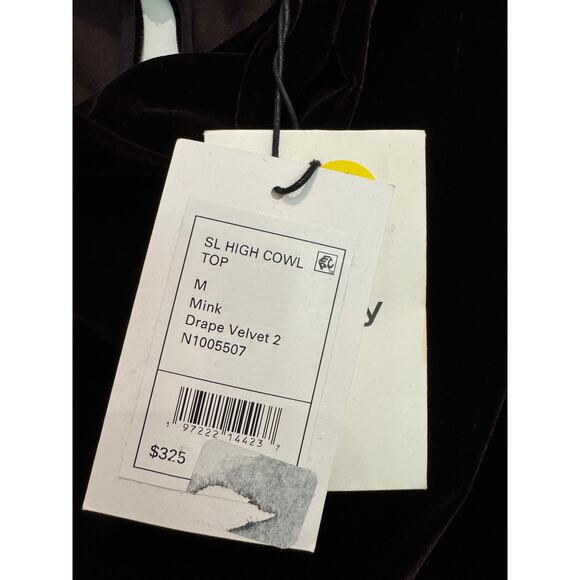 SL HIGH COWL
TOP
M
Mink
Drape Velvet 2
N1005507
1 97222 14423 7
$325
y